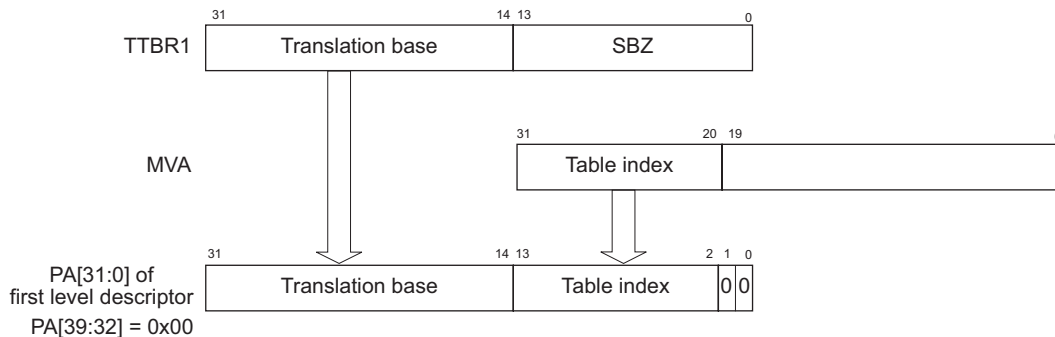 31 14 13 0
TTBR1 Translation base SBZ
31 20 19
MVA Table index
31 14 13 2 1 0
PA[31:0] of
first level descriptor
Translation base Table index 0 0
PA[39:32] = 0x00